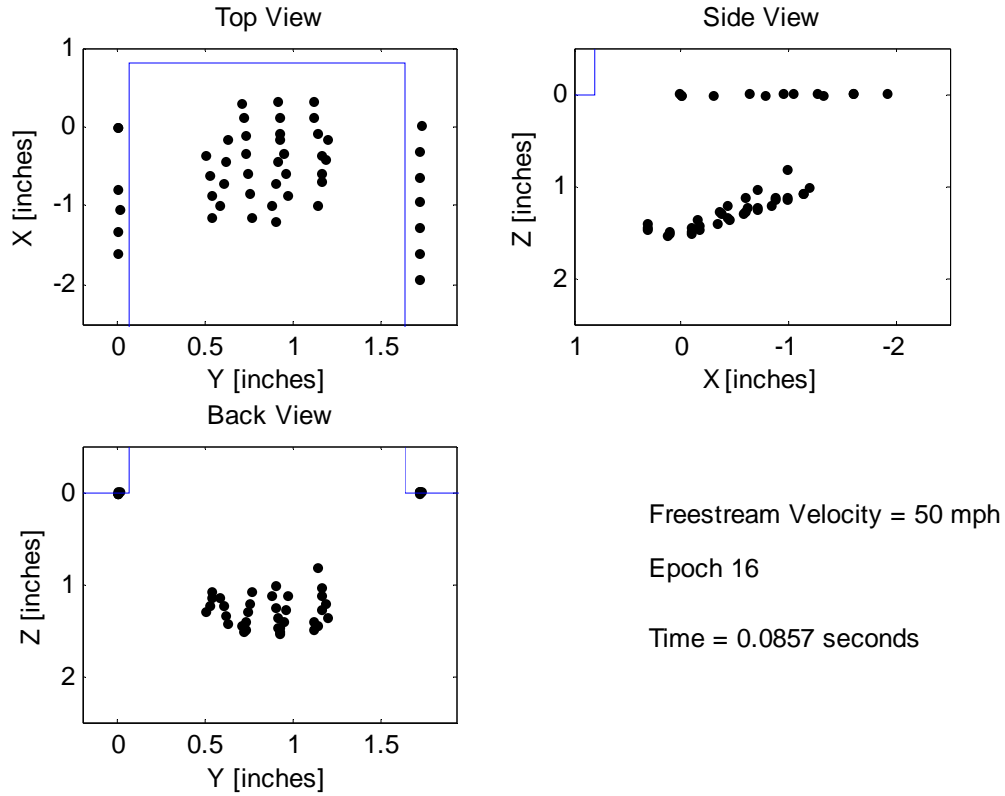 Top View
1
0
-1
-2
X [inches]
0
0.5
1
1.5
Y [inches]
Side View
0
1
2
Z [inches]
1
0
-1
-2
X [inches]
Back View
0
1
2
Z [inches]
0
0.5
1
1.5
Y [inches]
Freestream Velocity = 50 mph
Epoch 16
Time = 0.0857 seconds